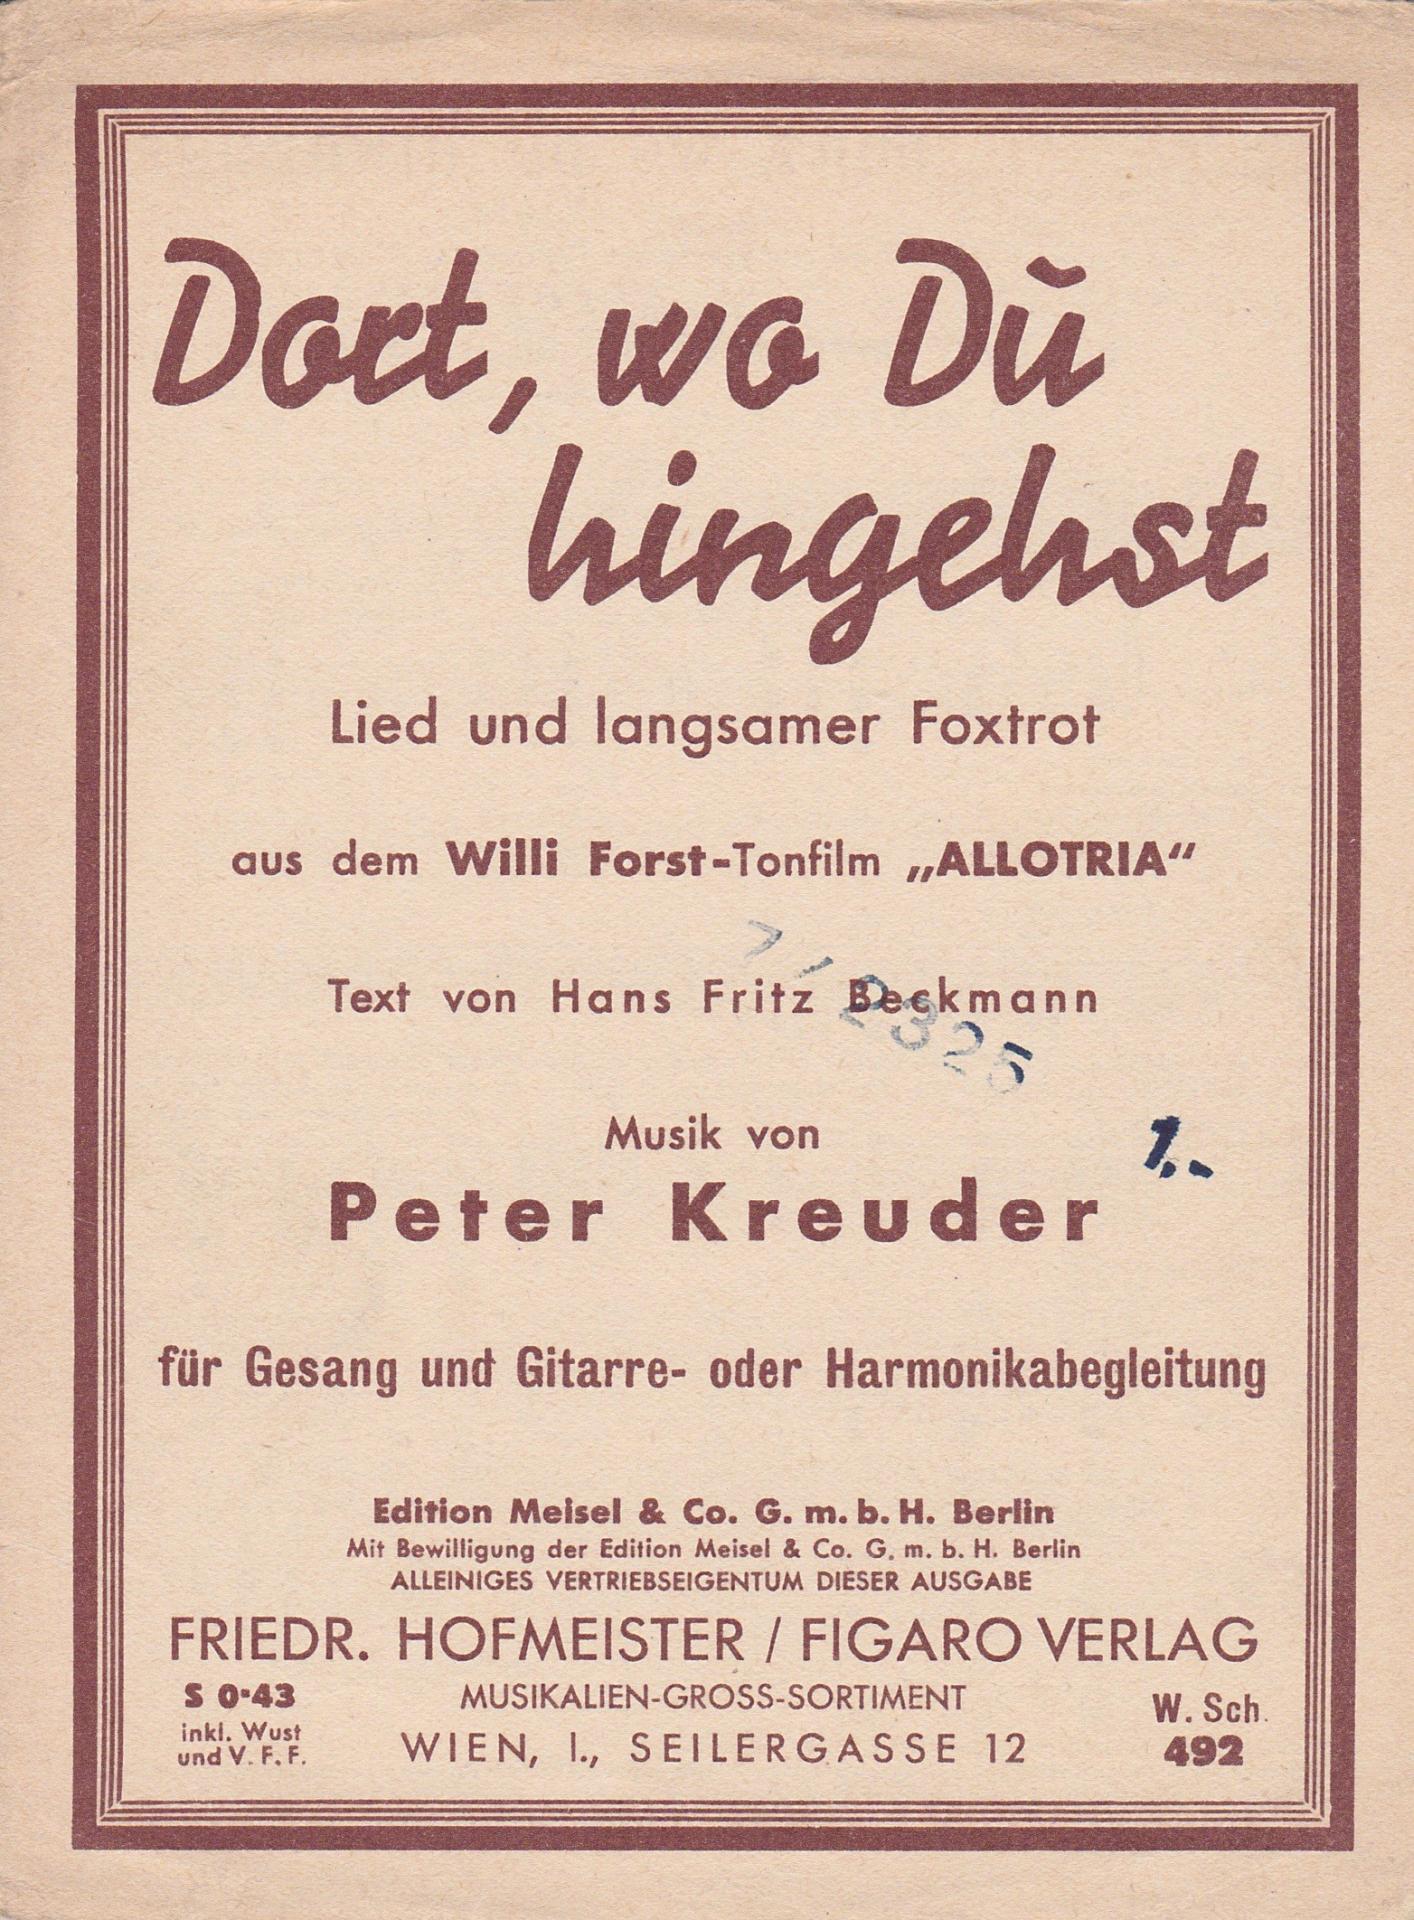 Dort, wo Dŭ
hingehst
Lied und langsamer Foxtrot
aus dem Willi Forst-Tonfilm „ALLOTRIA“
Text von Hans Fritz Beckmann
2325
Musik von
1.-
Peter Kreuder
für Gesang und Gitarre- oder Harmonikabegleitung
Edition Meisel & Co. G. m. b. H. Berlin
Mit Bewilligung der Edition Meisel & Co. G. m. b. H. Berlin
ALLEINIGES VERTRIEBSEIGENTUM DIESER AUSGABE
FRIEDR. HOFMEISTER / FIGARO VERLAG
S 0·43
inkl. Wust
und V. F. F.
MUSIKALIEN-GROSS-SORTIMENT
WIEN, I., SEILERGASSE 12
W. Sch.
492